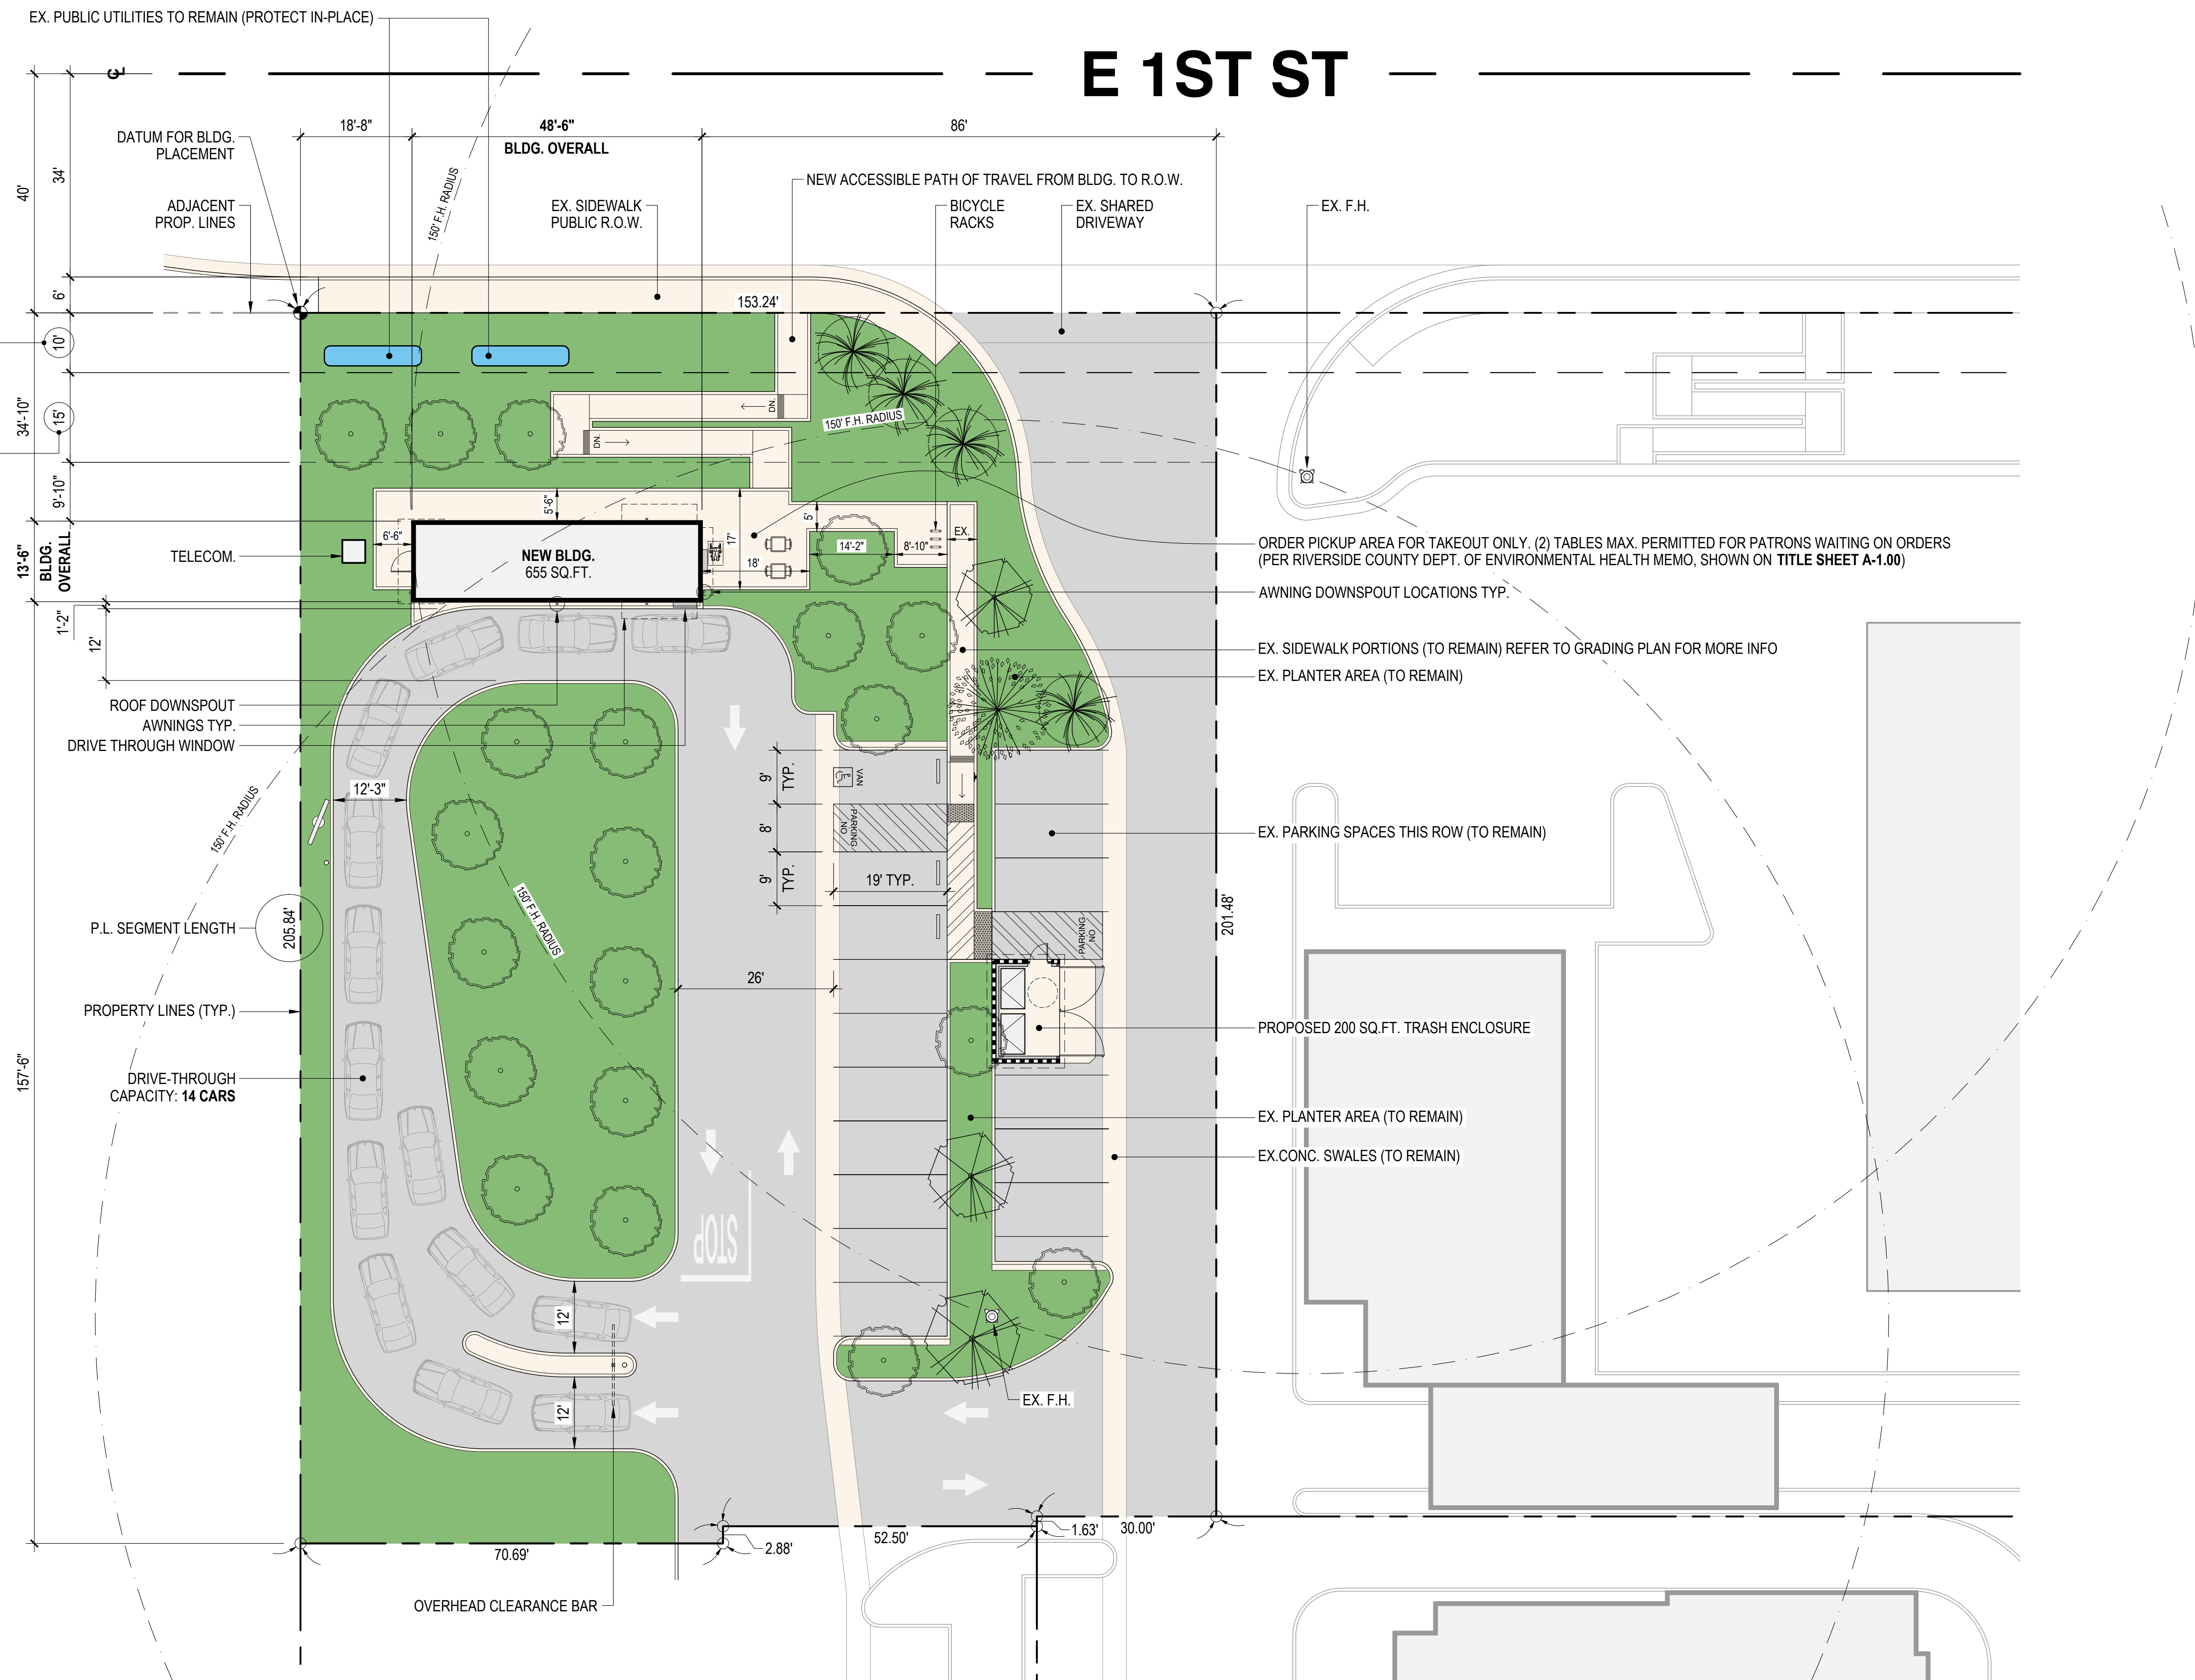 EX. PUBLIC UTILITIES TO REMAIN (PROTECT IN-PLACE)
E 1ST ST
18'-8"
48'-6"
BLDG. OVERALL
86'
DATUM FOR BLDG.
PLACEMENT
40'
34'
150' F.H. RADIUS
NEW ACCESSIBLE PATH OF TRAVEL FROM BLDG. TO R.O.W.
ADJACENT
PROP. LINES
EX. SIDEWALK
PUBLIC R.O.W.
BICYCLE
RACKS
EX. SHARED
DRIVEWAY
EX. F.H.
6'
153.24'
10'
34'-10"
15'
DN.
DN.
150' F.H. RADIUS
9'-10"
5'-6"
5'
EX.
13'-6"
BLDG.
OVERALL
TELECOM.
6'-6"
NEW BLDG.
655 SQ.FT.
17'
18'
14'-2"
8'-10"
ORDER PICKUP AREA FOR TAKEOUT ONLY. (2) TABLES MAX. PERMITTED FOR PATRONS WAITING ON ORDERS
(PER RIVERSIDE COUNTY DEPT. OF ENVIRONMENTAL HEALTH MEMO, SHOWN ON TITLE SHEET A-1.00)
AWNING DOWNSPOUT LOCATIONS TYP.
1'-2"
12'
EX. SIDEWALK PORTIONS (TO REMAIN) REFER TO GRADING PLAN FOR MORE INFO
EX. PLANTER AREA (TO REMAIN)
ROOF DOWNSPOUT
AWNINGS TYP.
DRIVE THROUGH WINDOW
9'
TYP.
VAN
12'-3"
150' F.H. RADIUS
8'
NO
PARKING
EX. PARKING SPACES THIS ROW (TO REMAIN)
9'
TYP.
19' TYP.
P.L. SEGMENT LENGTH
205.84'
150' F.H. RADIUS
NO
PARKING
201.48'
26'
PROPERTY LINES (TYP.)
PROPOSED 200 SQ.FT. TRASH ENCLOSURE
157'-6"
DRIVE-THROUGH
CAPACITY: 14 CARS
EX. PLANTER AREA (TO REMAIN)
EX.CONC. SWALES (TO REMAIN)
STOP
12'
12'
EX. F.H.
70.69'
2.88'
52.50'
1.63'
30.00'
OVERHEAD CLEARANCE BAR